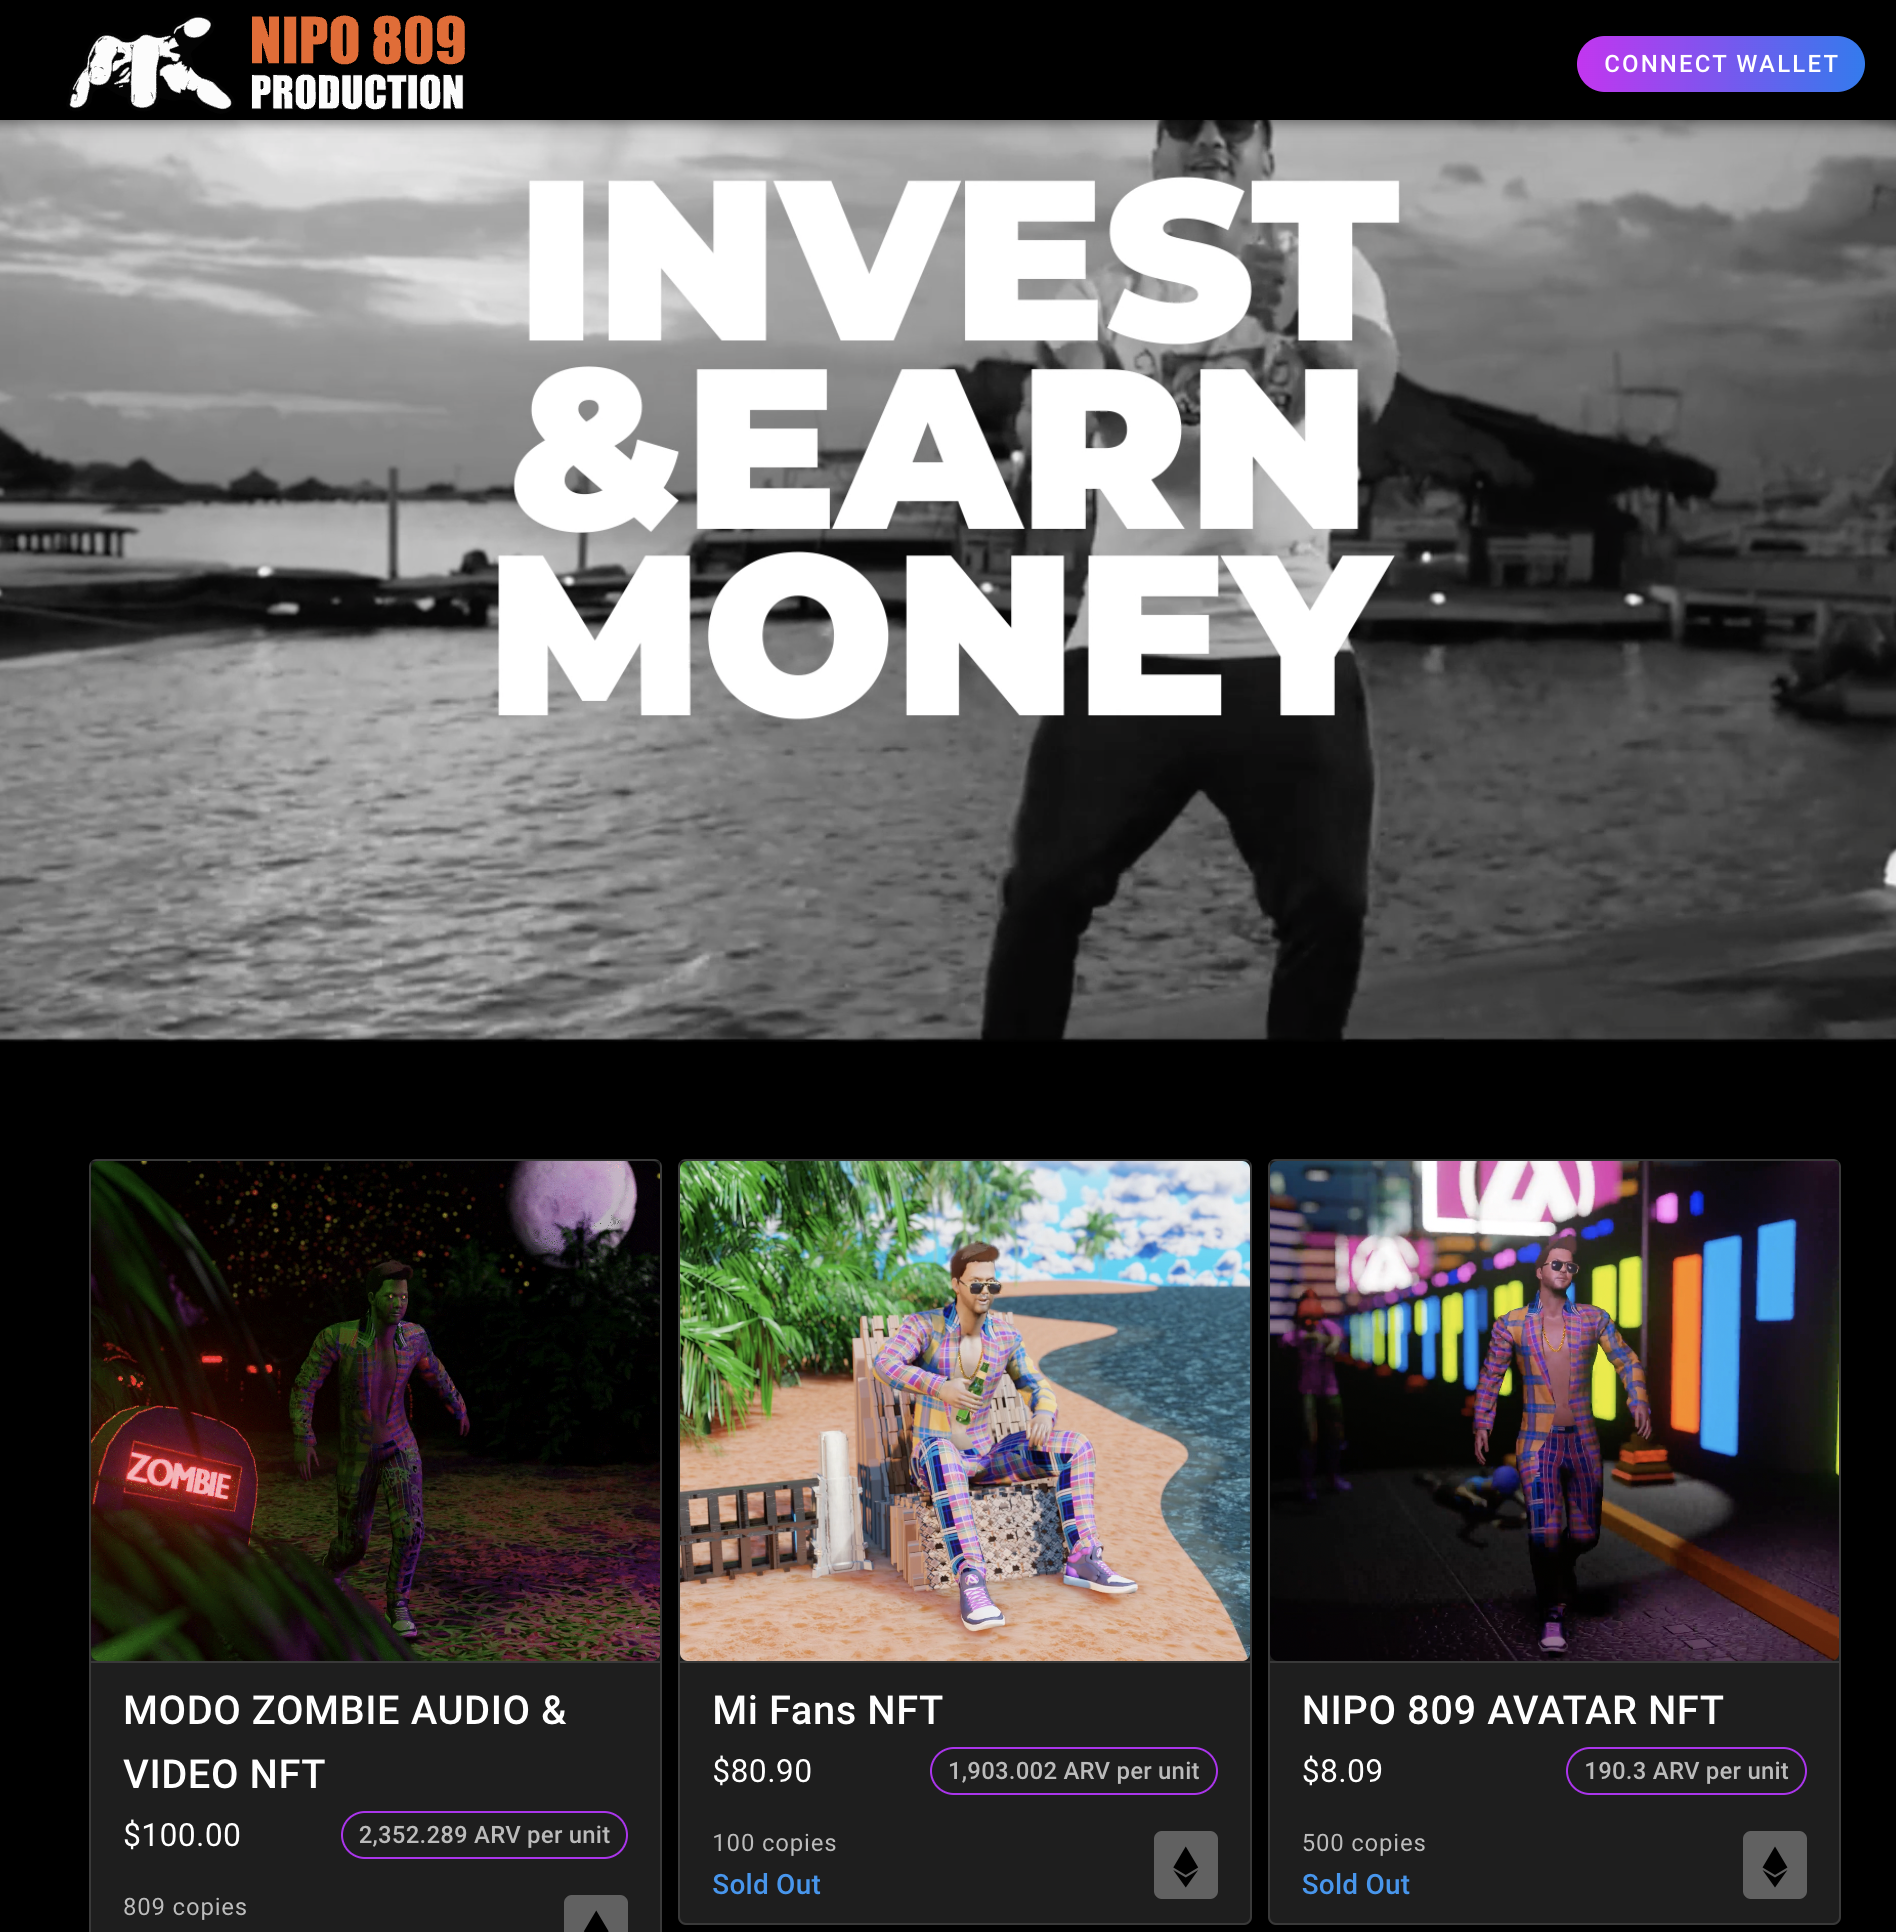 NIPO 809
PRODUCTION
CONNECT WALLET
INVEST
&EARN
MONEY
ZOMBIE
MODO ZOMBIE AUDIO &
VIDEO NFT
$100.00
2,352.289 ARV per unit
809 copies
Mi Fans NFT
$80.90
1,903.002 ARV per unit
100 copies
Sold Out
NIPO 809 AVATAR NFT
$8.09
190.3 ARV per unit
500 copies
Sold Out